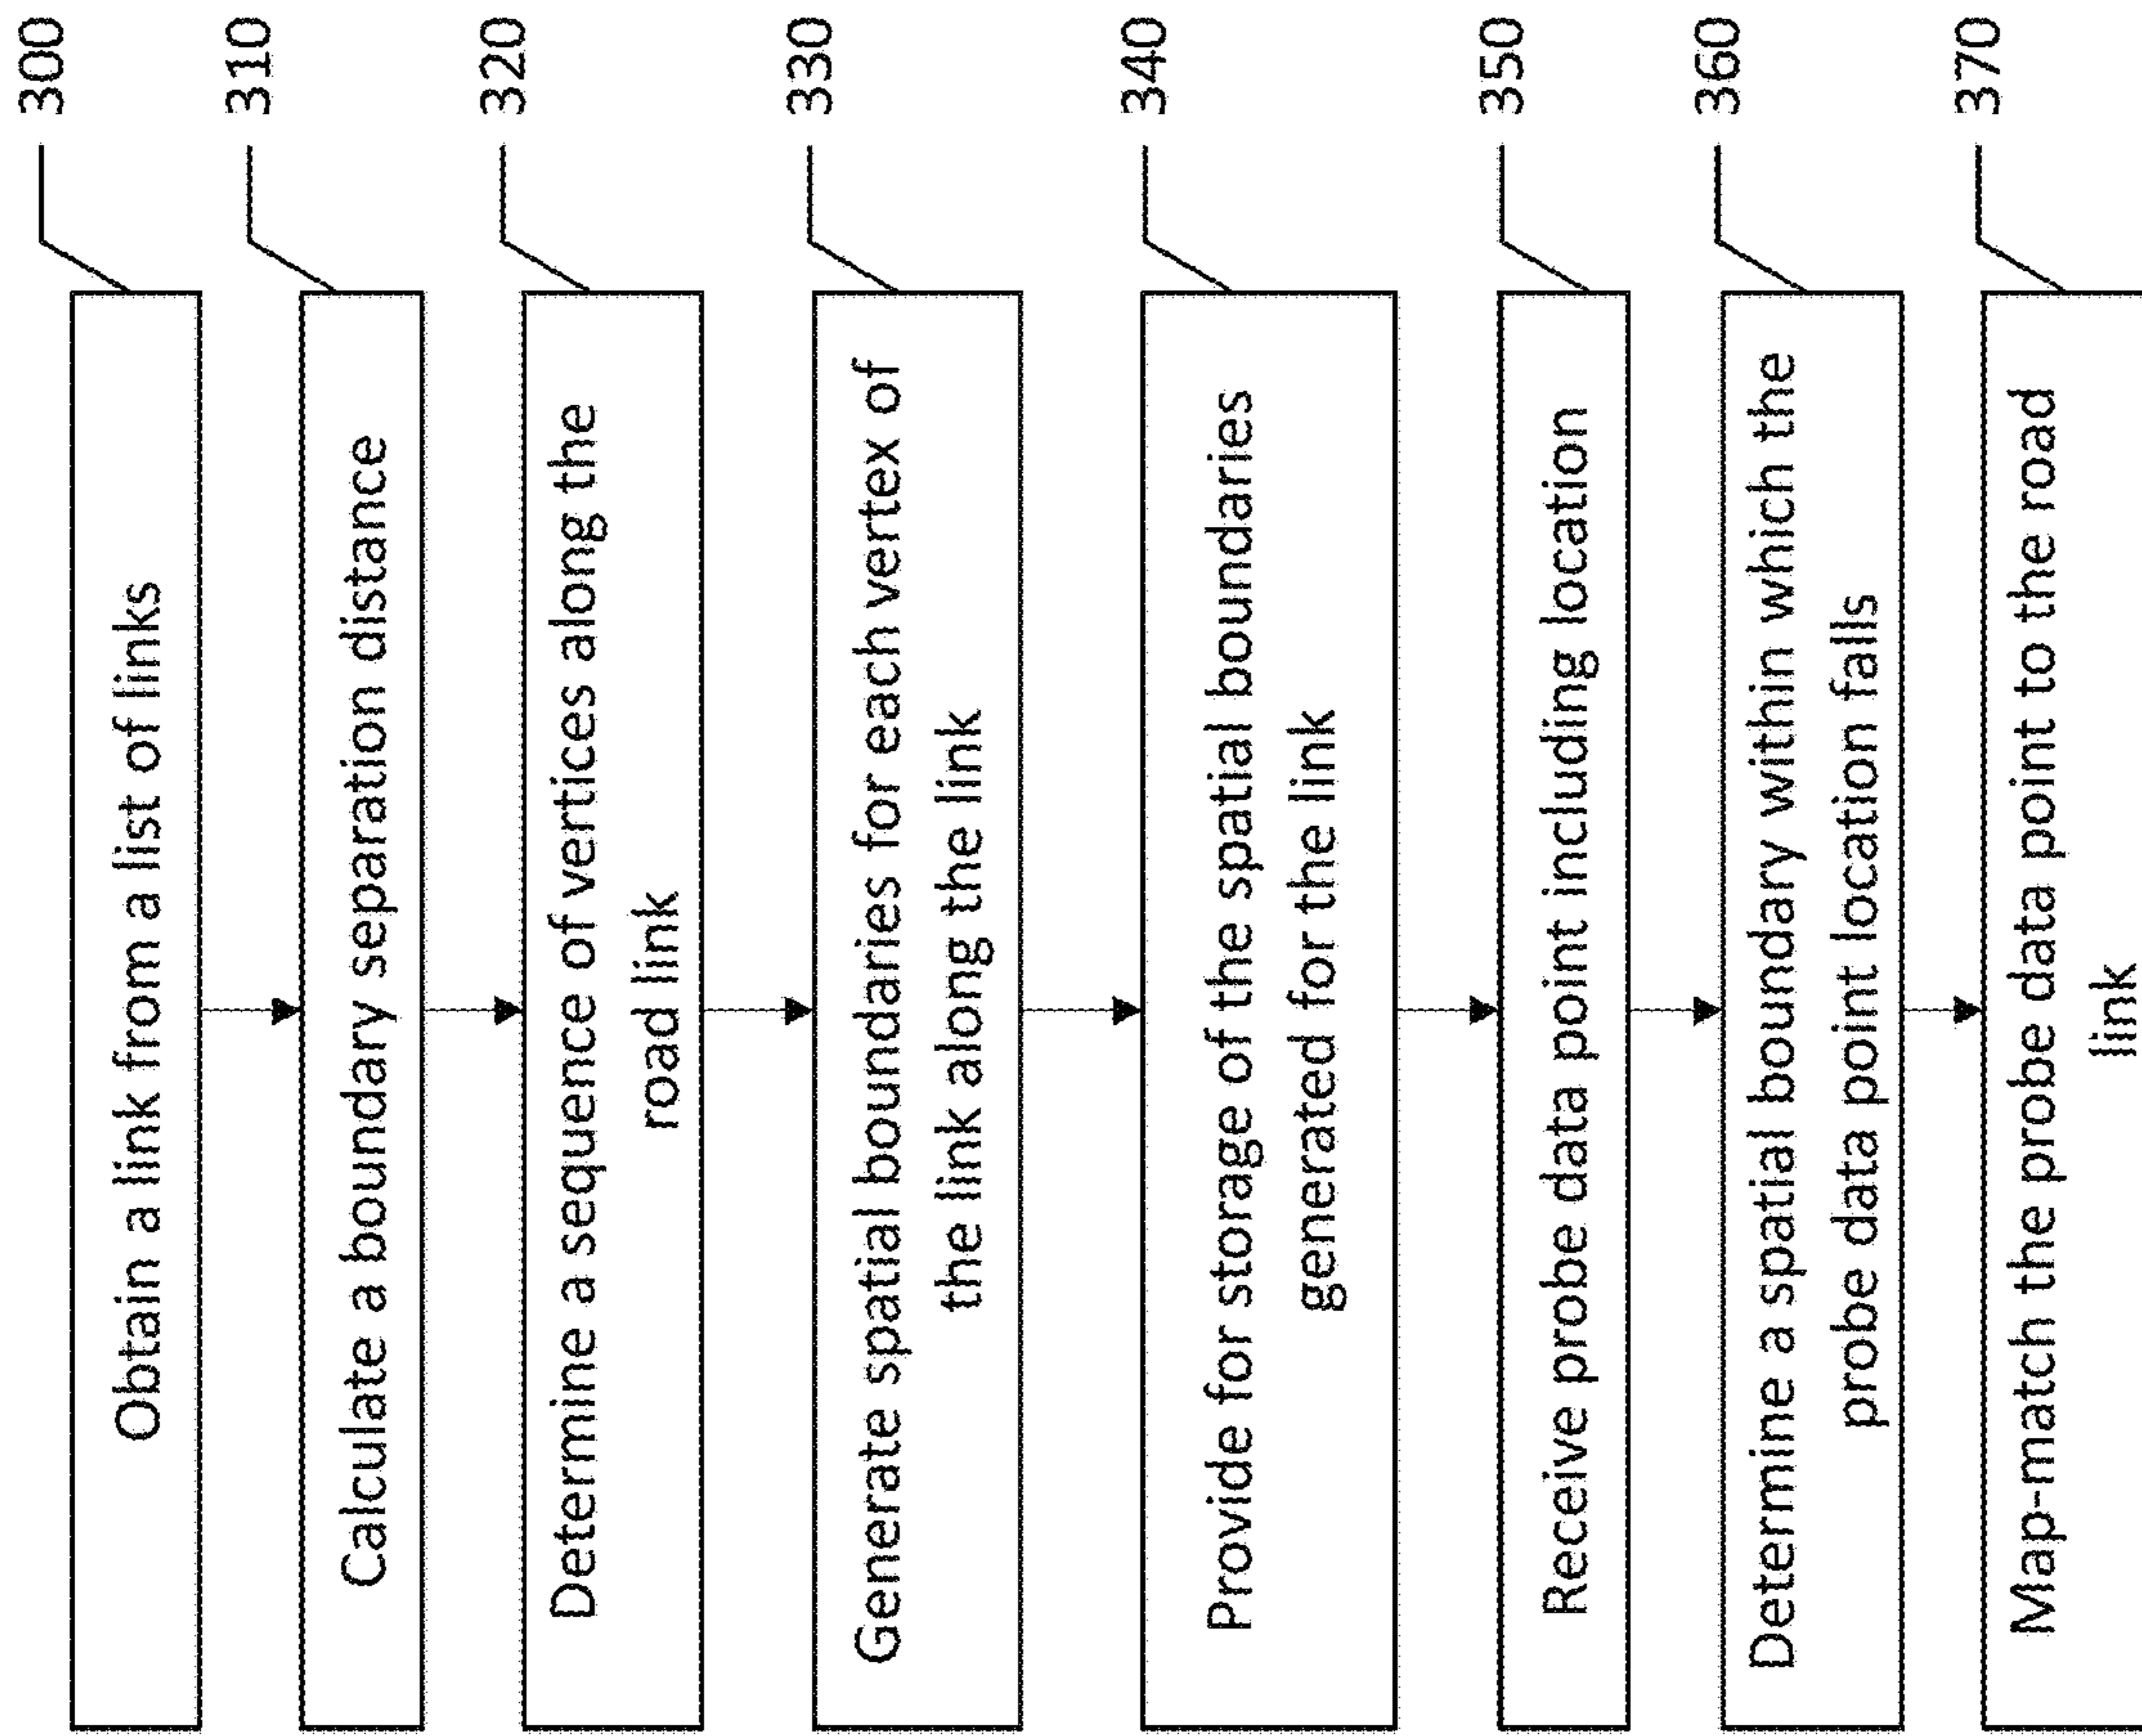 Obtain a link from a list of links
300
Calculate a boundary separation distance
310
Determine a sequence of vertices along the
road link
320
Generate spatial boundaries for each vertex of
the link along the link
330
Provide for storage of the spatial boundaries
generated for the link
340
Receive probe data point including location
350
Determine a spatial boundary within which the
probe data point location falls
360
Map-match the probe data point to the road
link
370